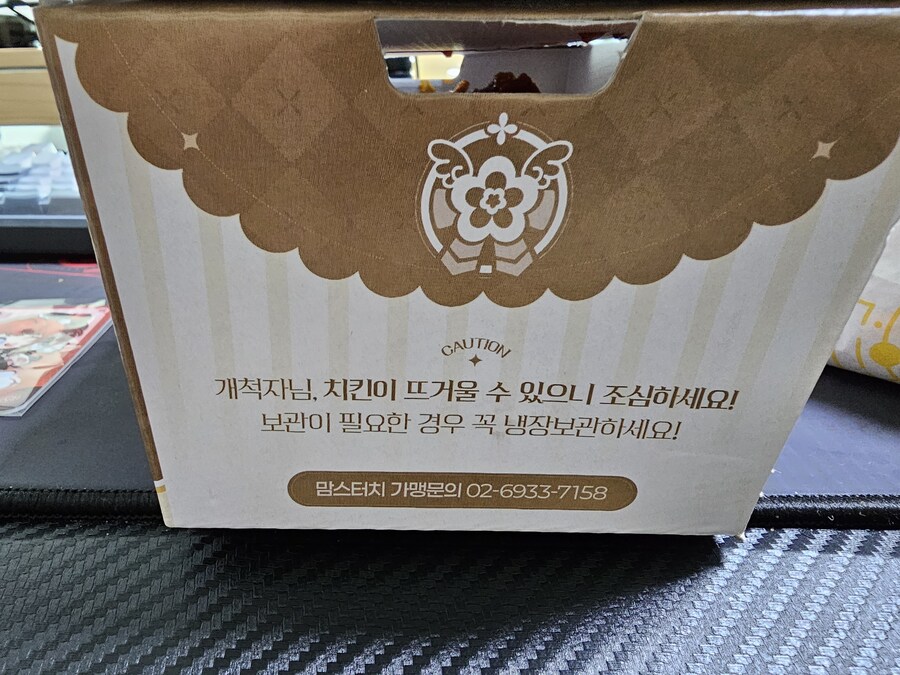 CAUTION
개척자님, 치킨이 뜨거울 수 있으니 조심하세요!
보관이 필요한 경우 꼭 냉장보관하세요!
맘스터치 가맹문의 02-6933-7158